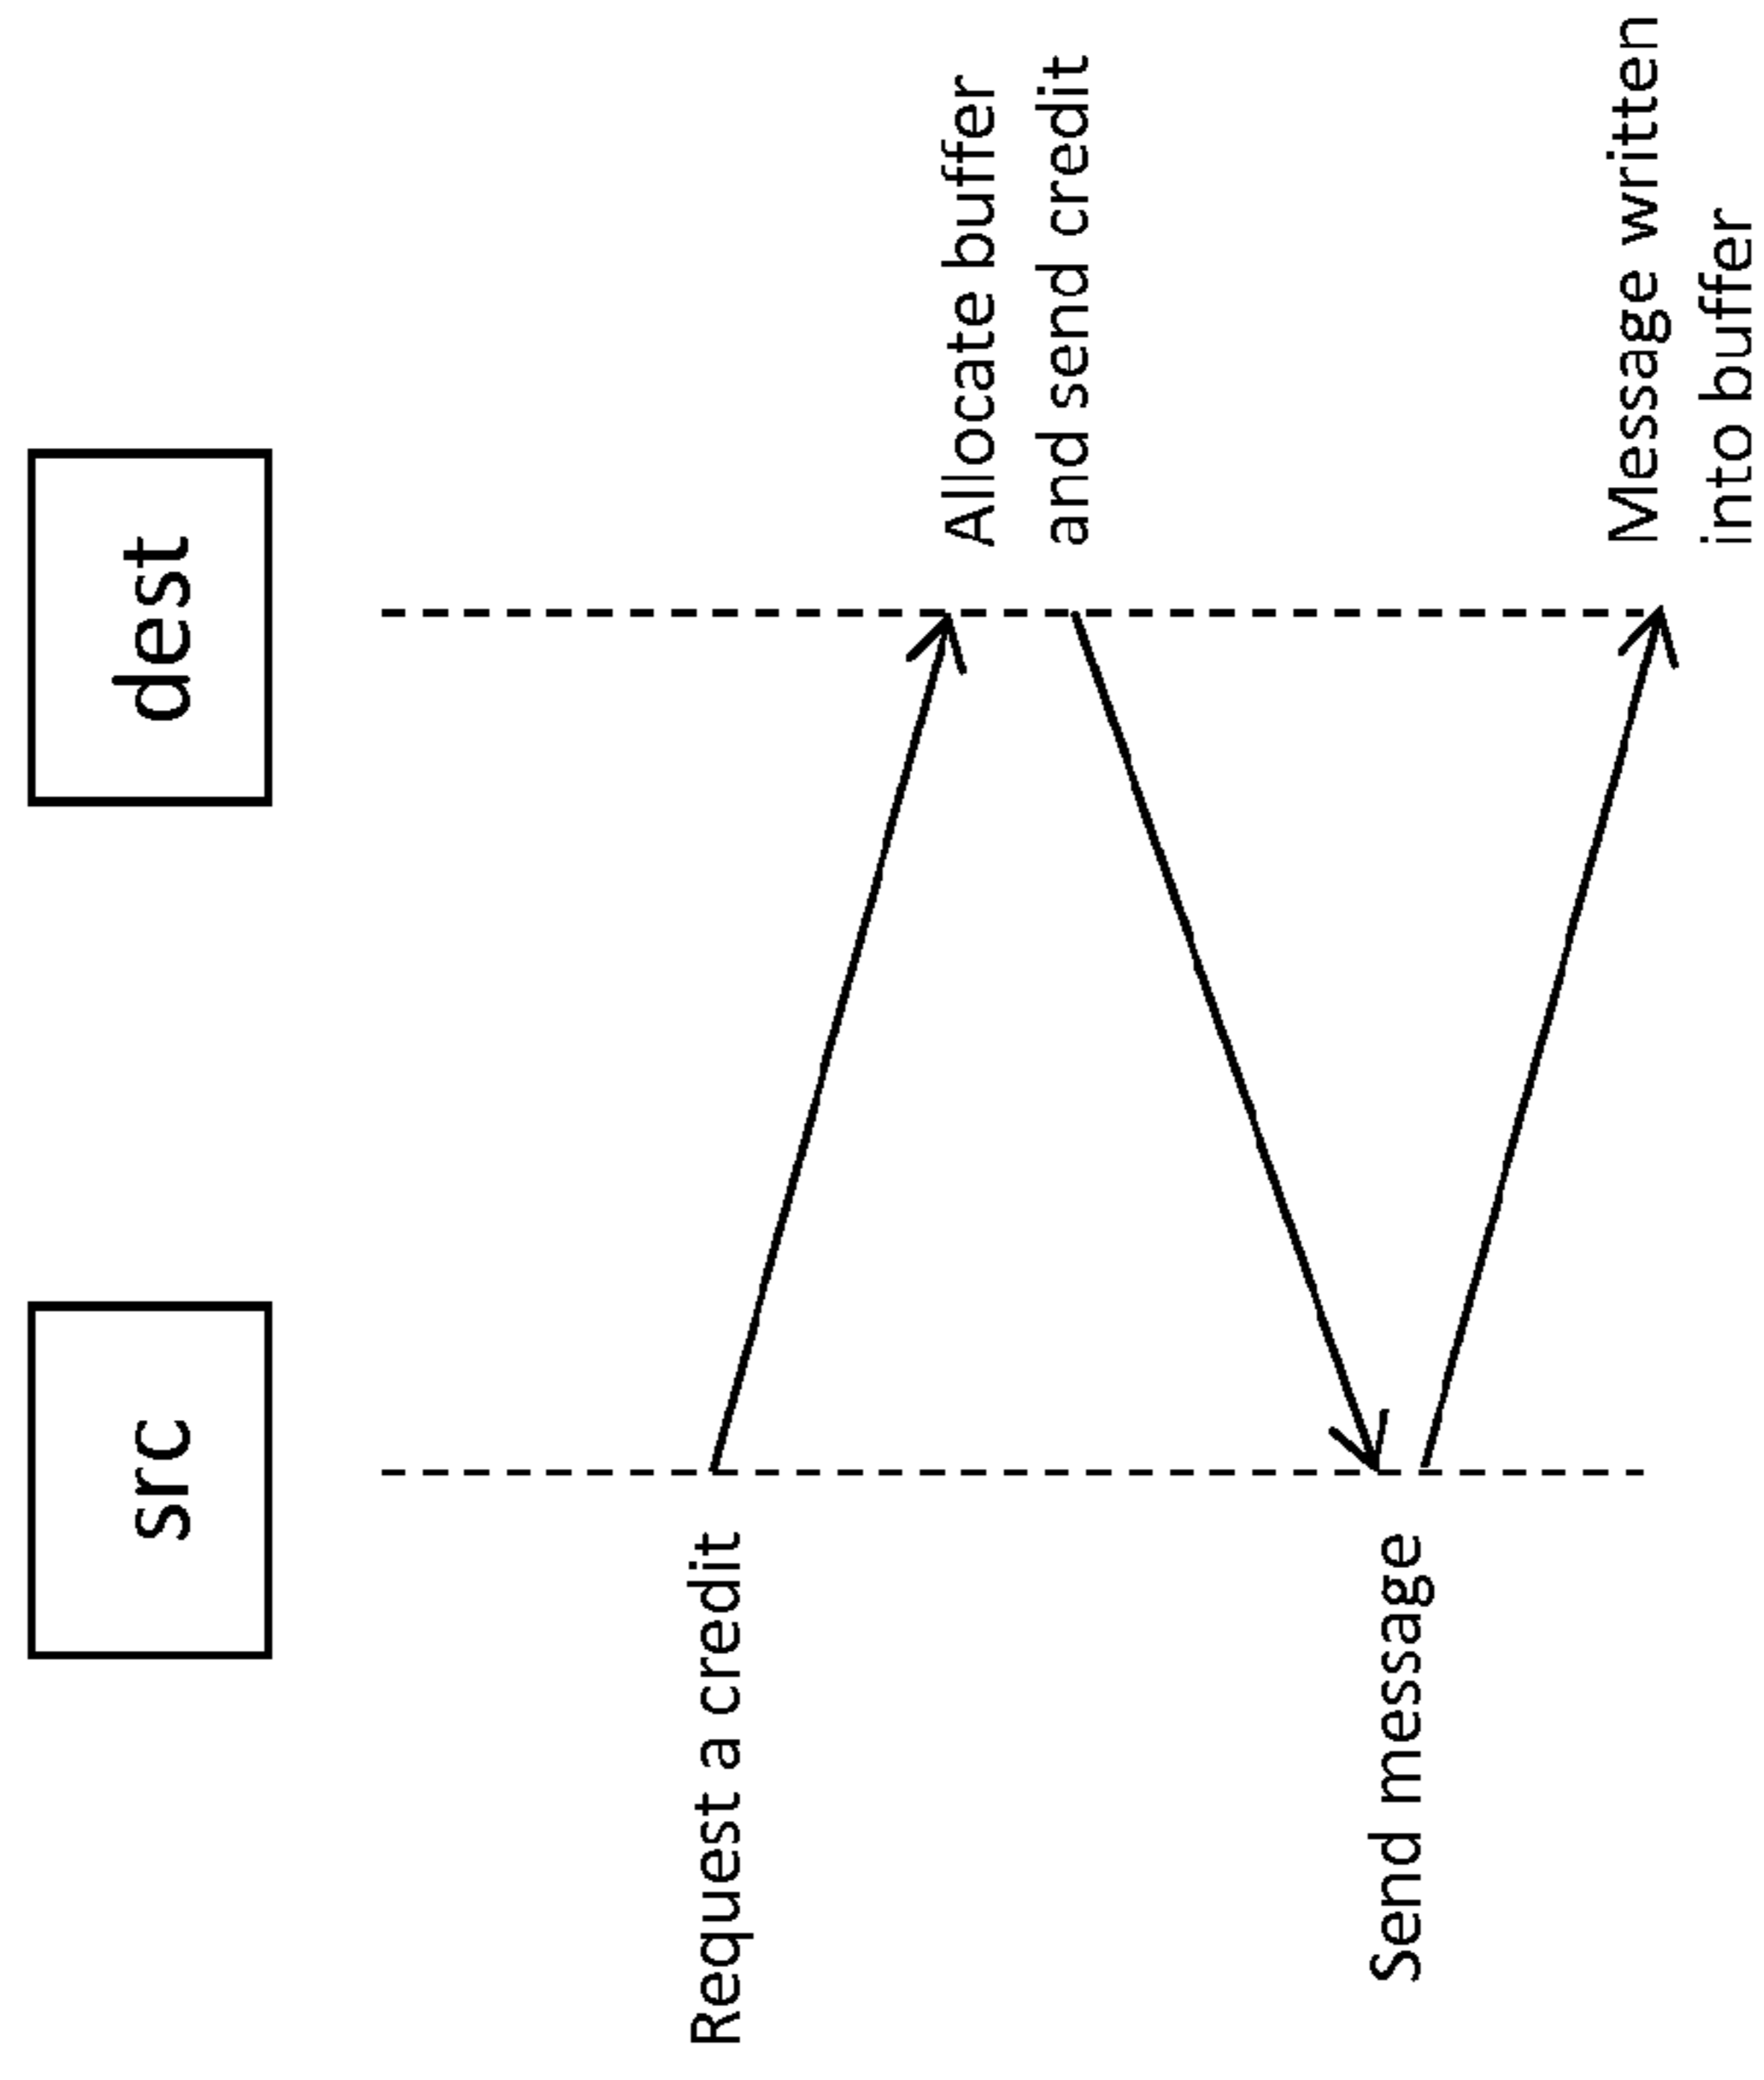 src
dest
Request a credit
Allocate buffer
and send credit
Send message
Message written
into buffer